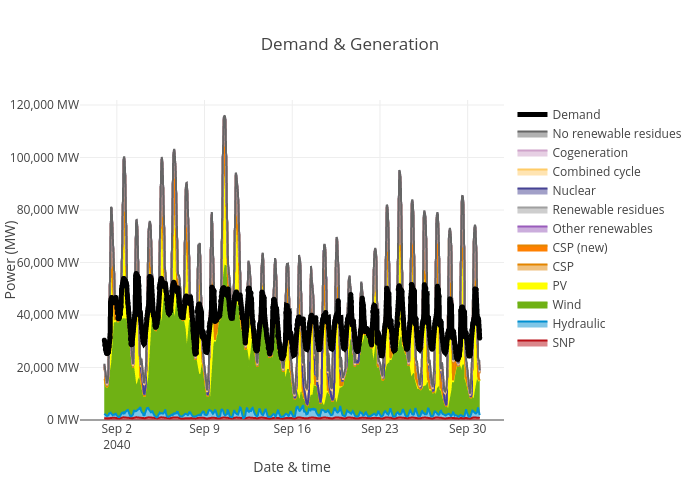 Demand & Generation
120,000 MW
100,000 MW
80,000 MW
60,000 MW
40,000 MW
20,000 MW
0 MW
Power (MW)
Sep 2
2040
Sep 9
Sep 16
Sep 23
Sep 30
Date & time
Demand
No renewable residues
Cogeneration
Combined cycle
Nuclear
Renewable residues
Other renewables
CSP (new)
CSP
PV
Wind
Hydraulic
SNP